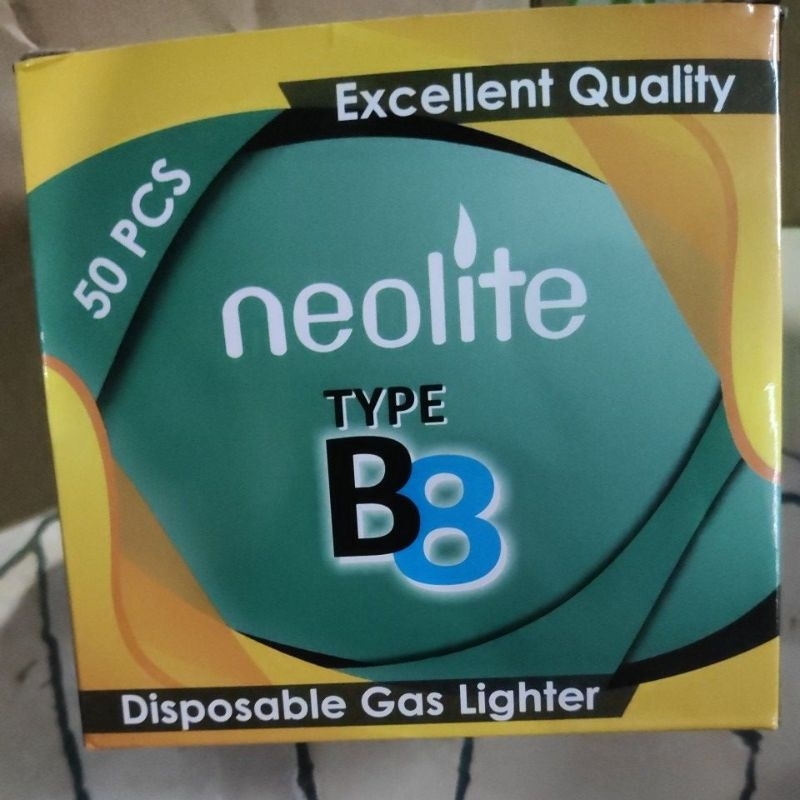 Excellent Quality
50 PCS
neolite
TYPE
B8
Disposable Gas Lighter